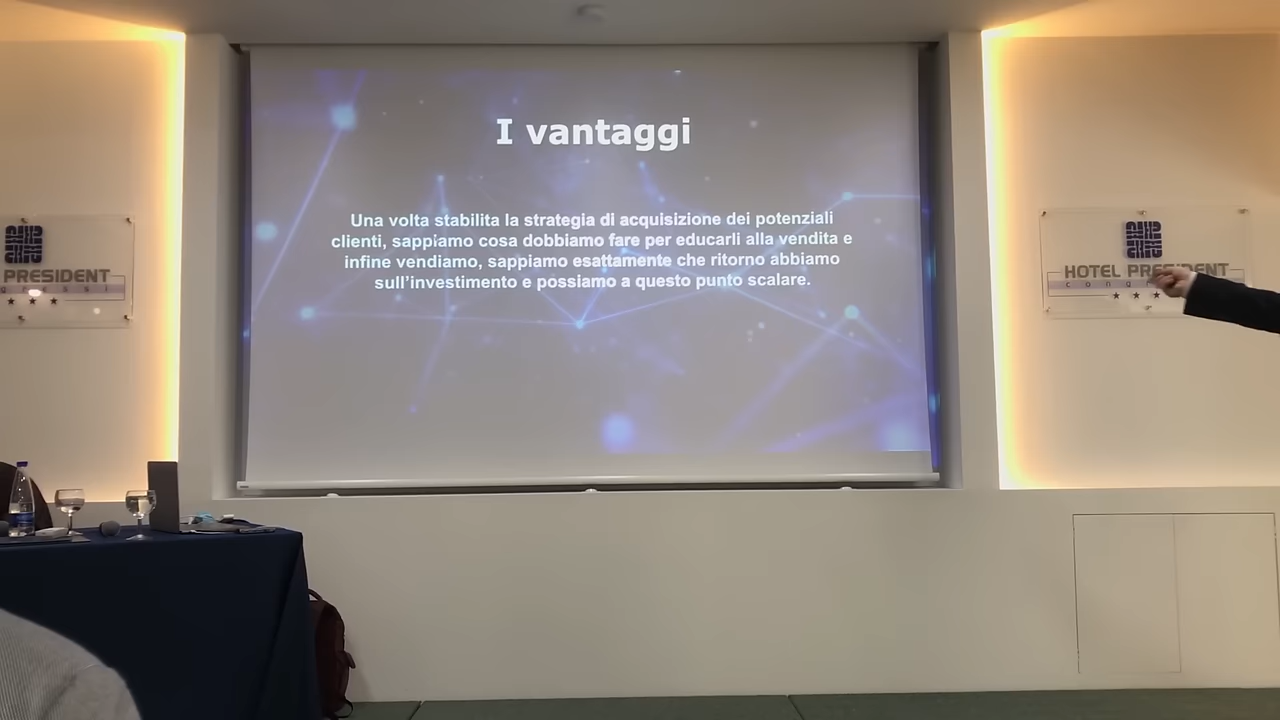 I vantaggi
Una volta stabilita la strategia di acquisizione dei potenziali
clienti, sappiamo cosa dobbiamo fare per educarli alla vendita e
infine vendiamo, sappiamo esattamente che ritorno abbiamo
sull'investimento e possiamo a questo punto scalare.
PRESIDENT
HOTEL PRESIDENT